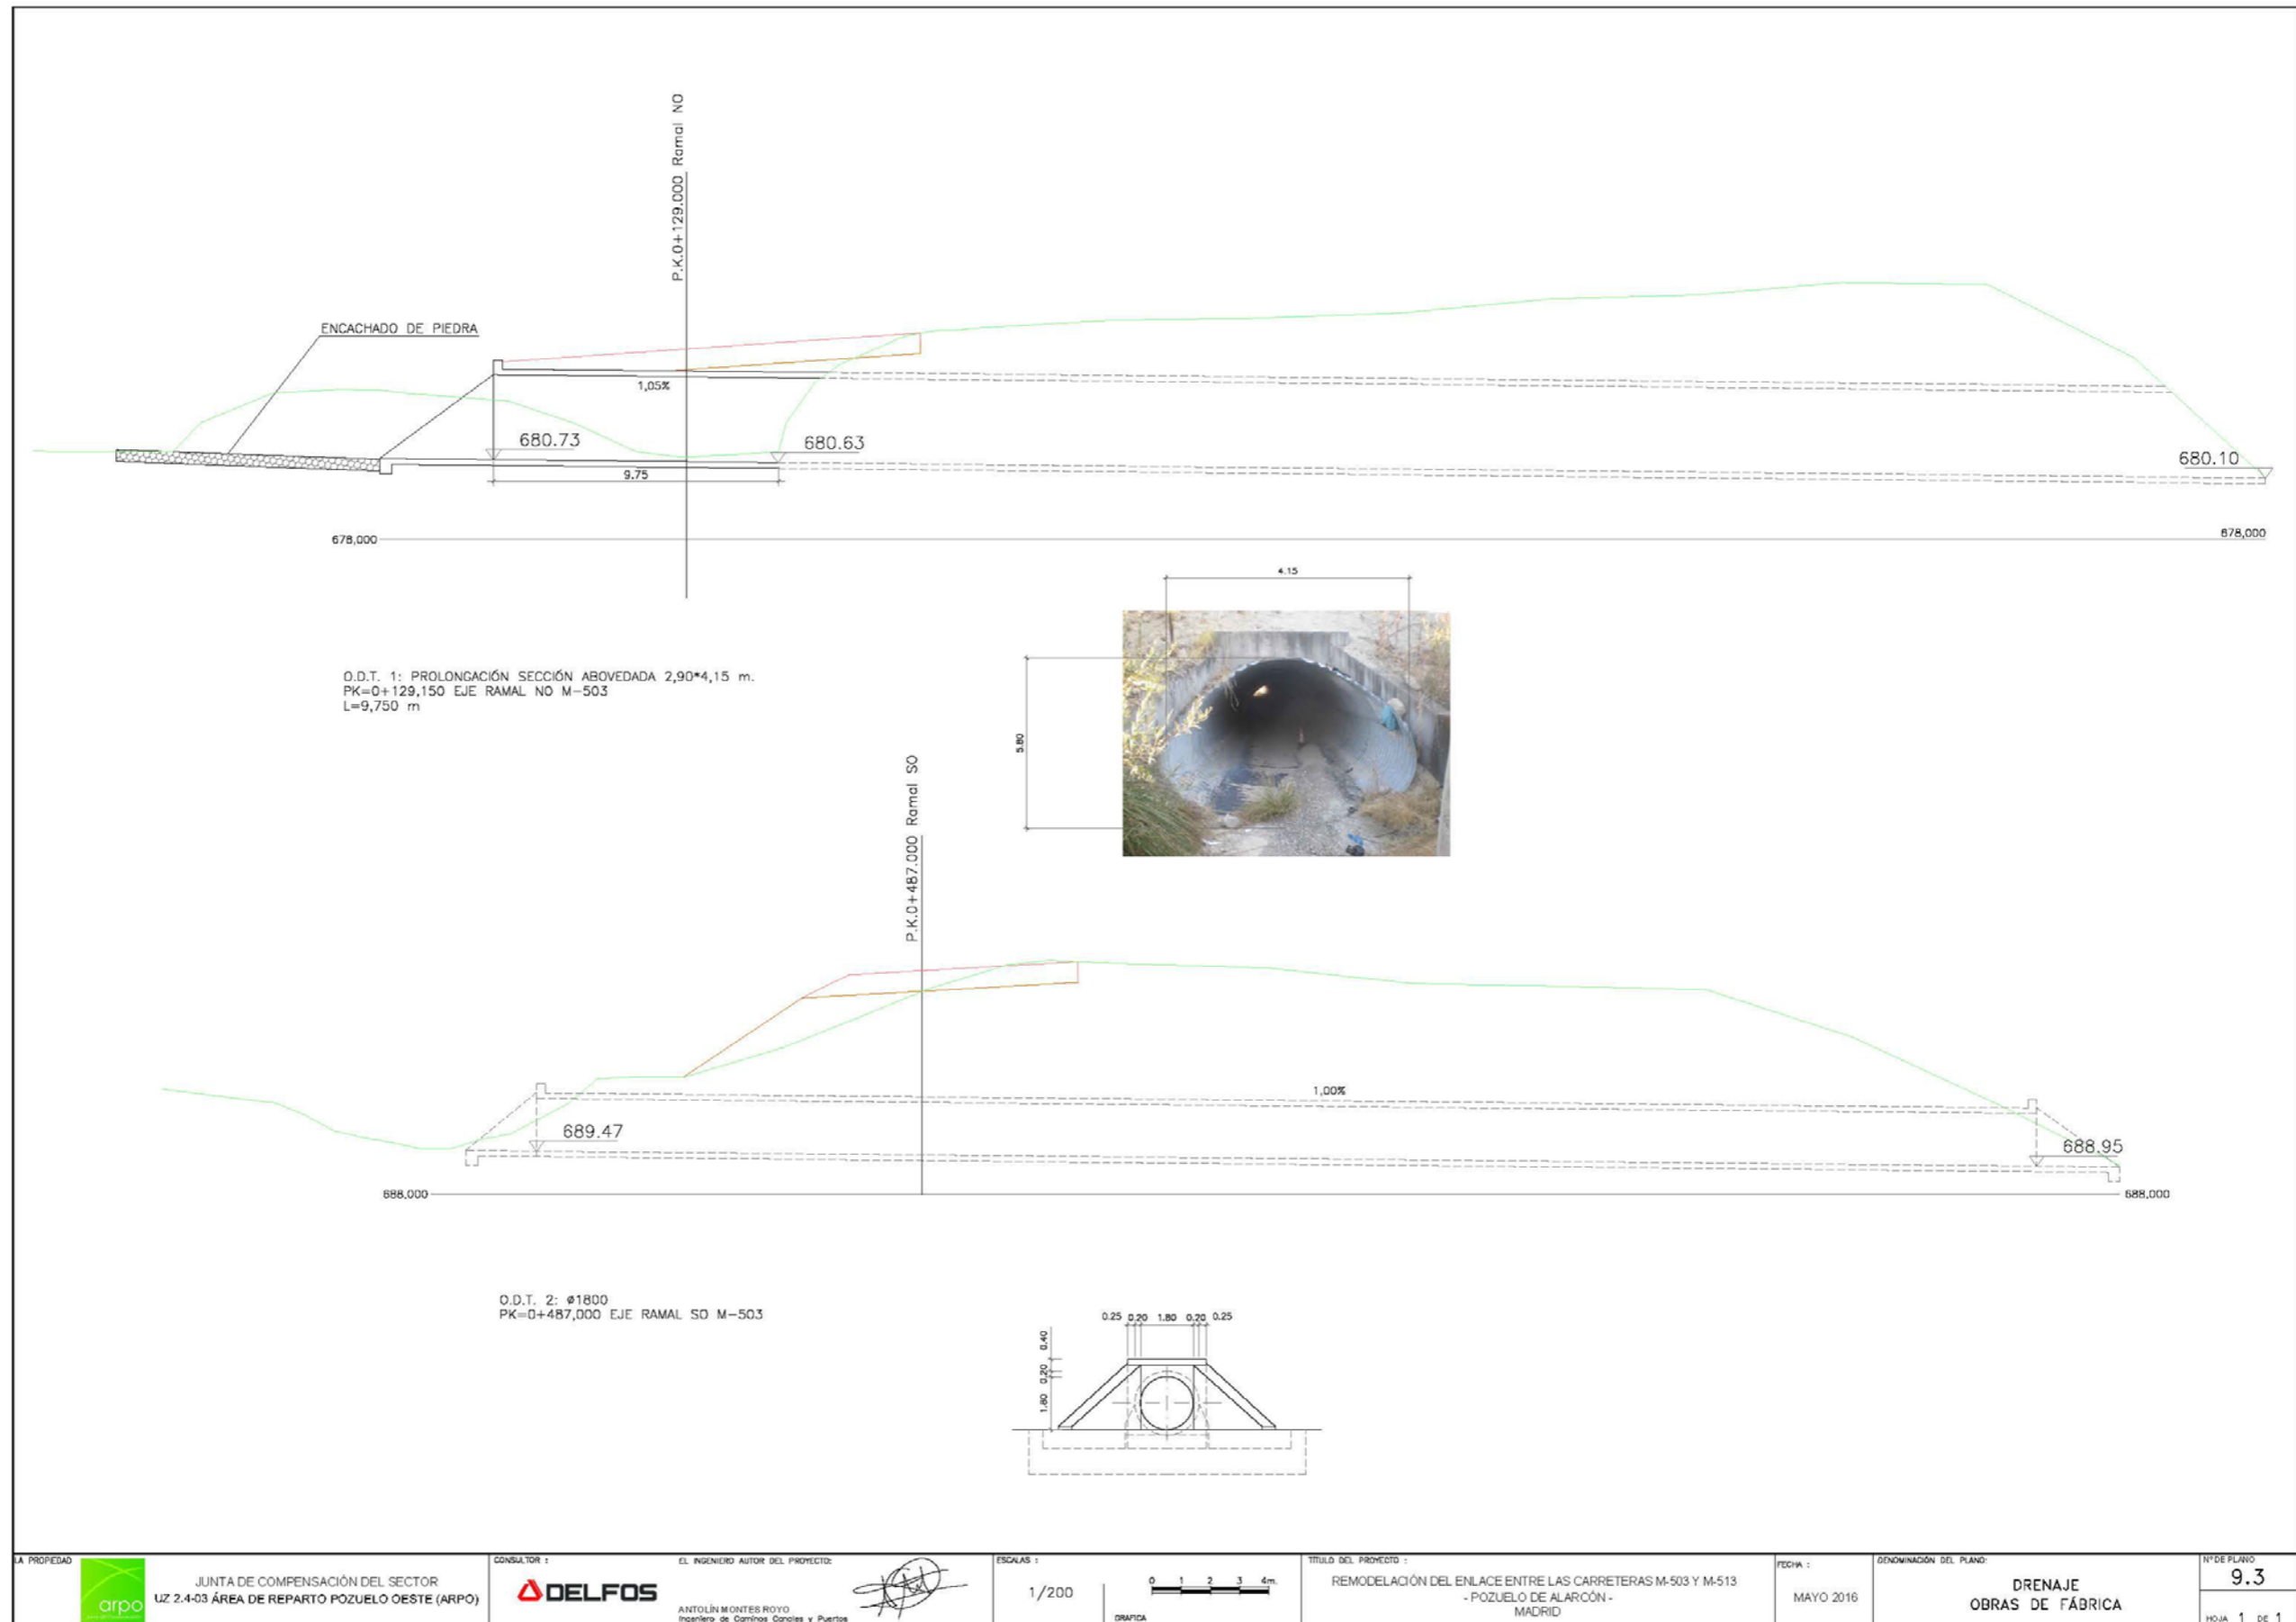 P.K.0+129.000 Ramal NO
ENCACHADO DE PIEDRA
1,05%
680.73
680.63
680.10
9.75
678,000
678,000
4.15
5.80
O.D.T. 1: PROLONGACIÓN SECCIÓN ABOVEDADA 2,90*4,15 m.
PK=0+129,150 EJE RAMAL NO M-503
L=9,750 m
P.K.0+487.000 Ramal SO
1,00%
689.47
688.95
688,000
688,000
O.D.T. 2: ø1800
PK=0+487,000 EJE RAMAL SO M-503
0.25 0.20 1.80 0.20 0.25
0.40
0.20
1.80
LA PROPIEDAD
arpo
JUNTA DE COMPENSACIÓN DEL SECTOR
UZ 2.4-03 ÁREA DE REPARTO POZUELO OESTE (ARPO)
CONSULTOR :
DELFOS
EL INGENIERO AUTOR DEL PROYECTO:
ANTOLÍN MONTES ROYO
Ingeniero de Caminos Canales y Puertos
ESCALAS :
1/200
0 1 2 3 4m.
GRAFICA
TÍTULO DEL PROYECTO :
REMODELACIÓN DEL ENLACE ENTRE LAS CARRETERAS M-503 Y M-513
- POZUELO DE ALARCÓN -
MADRID
FECHA :
MAYO 2016
DENOMINACIÓN DEL PLANO:
DRENAJE
OBRAS DE FÁBRICA
Nº DE PLANO
9.3
HOJA 1 DE 1